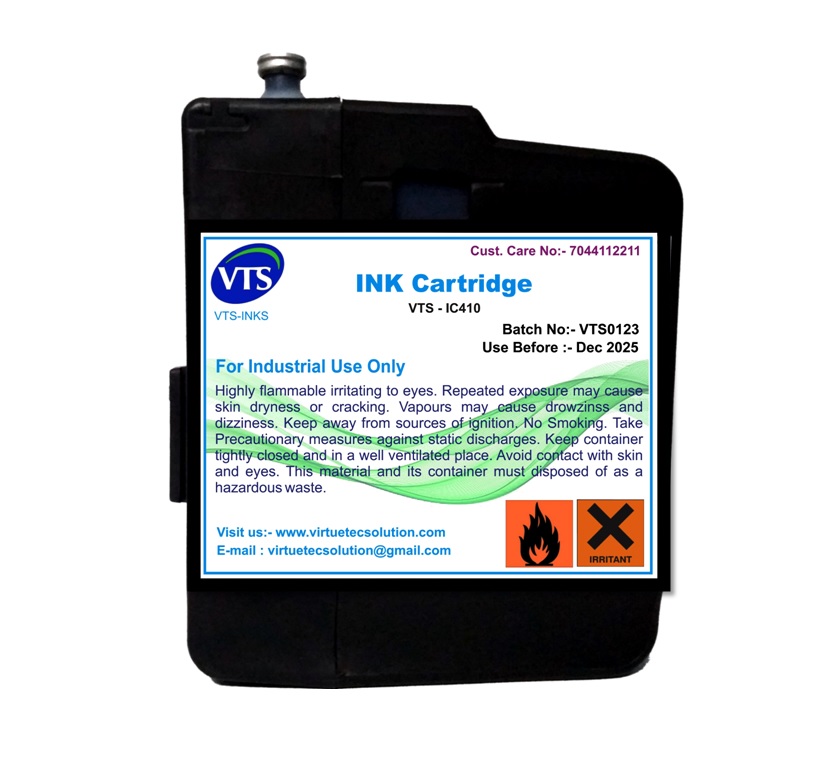 Cust. Care No:- 7044112211
VTS
VTS-INKS
INK Cartridge
VTS - IC410
Batch No:- VTS0123
Use Before :- Dec 2025
For Industrial Use Only
Highly flammable irritating to eyes. Repeated exposure may cause
skin dryness or cracking. Vapours may cause drowzinss and
dizziness. Keep away from sources of ignition. No Smoking. Take
Precautionary measures against static discharges. Keep container
tightly closed and in a well ventilated place. Avoid contact with skin
and eyes. This material and its container must disposed of as a
hazardous waste.
Visit us:- www.virtuetecsolution.com
E-mail : virtuetecsolution@gmail.com
IRRITANT